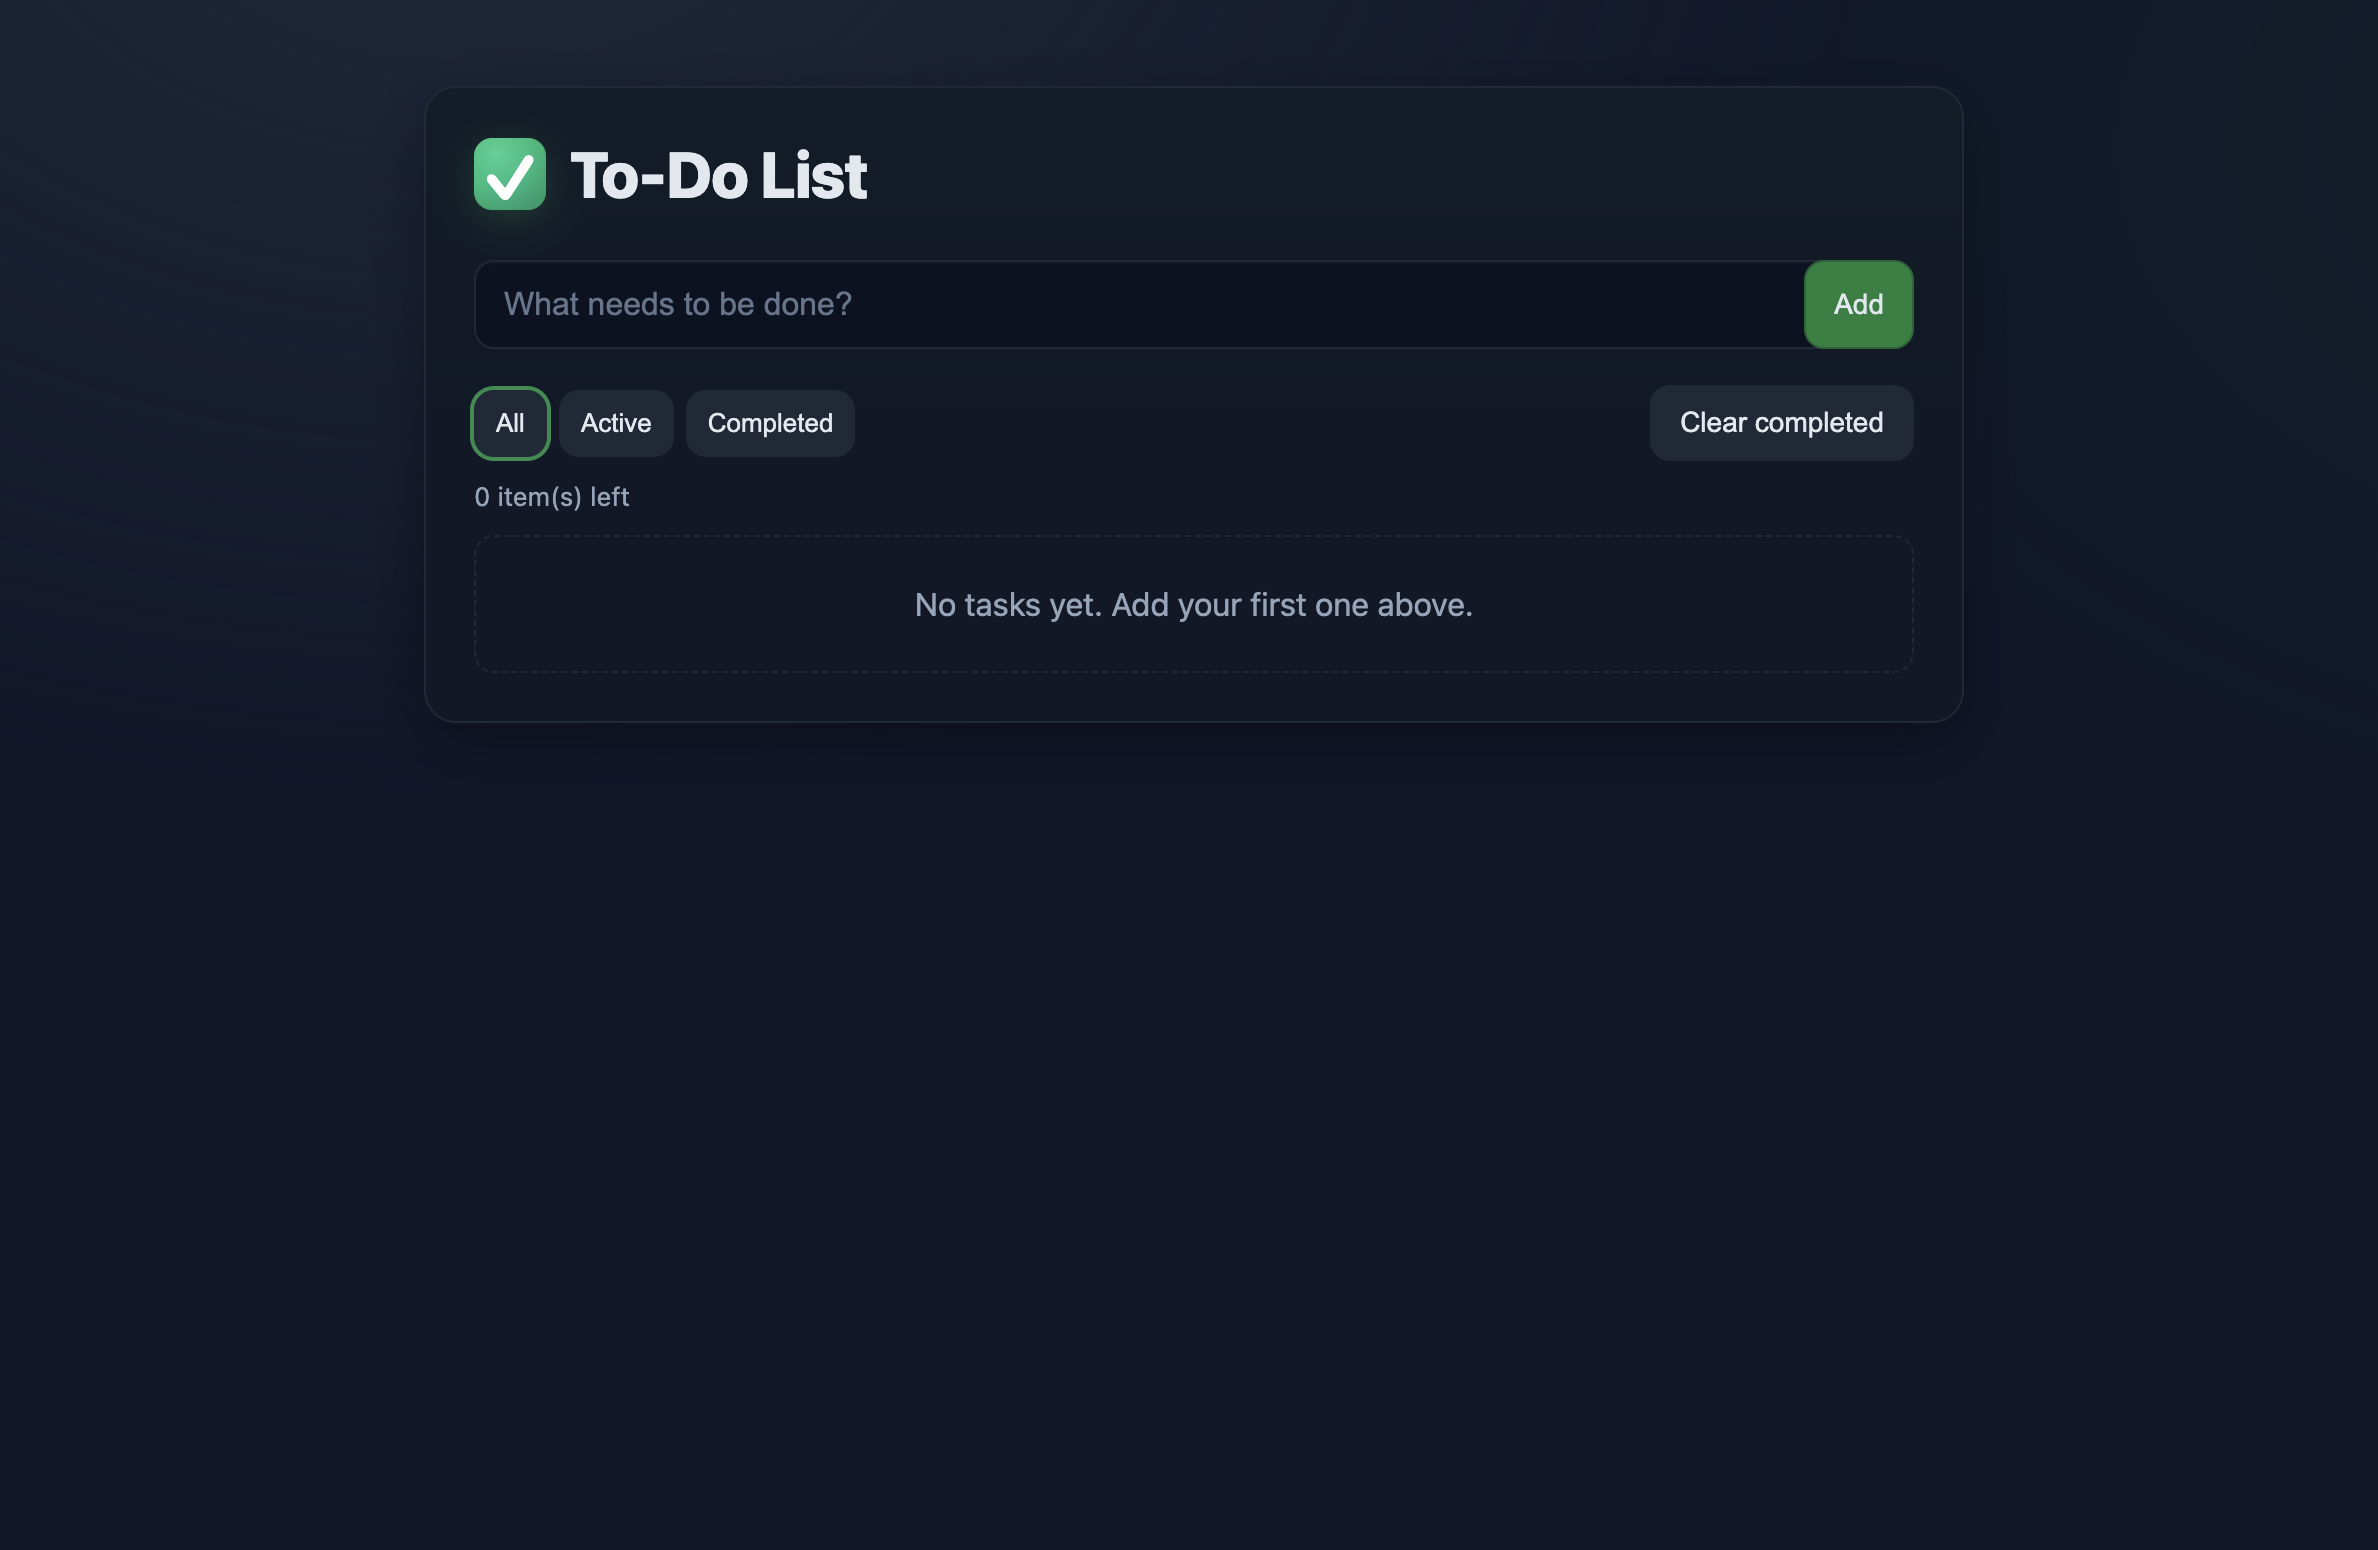 To-Do List
What needs to be done?
Add
All
Active
Completed
Clear completed
0 item(s) left
No tasks yet. Add your first one above.